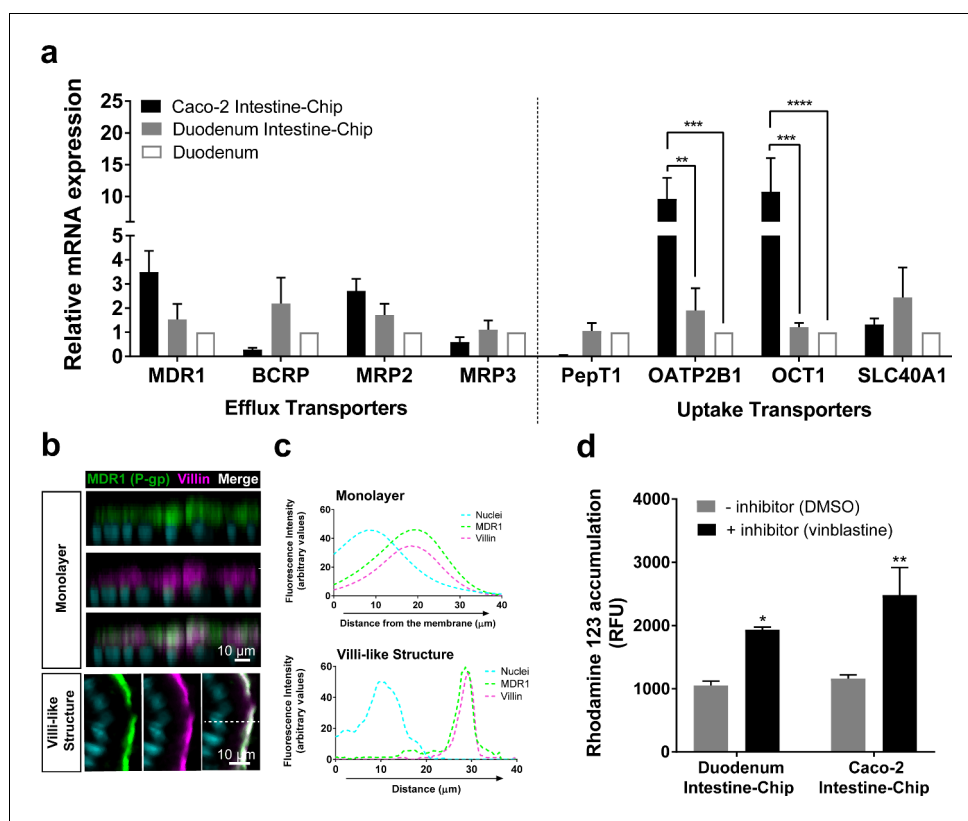 a
Relative mRNA expression
25
20
15
10
5
4
3
2
1
0
Caco-2 Intestine-Chip
Duodenum Intestine-Chip
Duodenum
***
**
****
***
MDR1 BCRP MRP2 MRP3 PepT1 OATP2B1 OCT1 SLC40A1
Efflux Transporters Uptake Transporters
b
MDR1 (P-gp) Villin Merge
Monolayer
10 µm
Villi-like
Structure
10 µm
c
Monolayer
Fluorescence Intensity
(arbitrary values)
60
40
20
0
Nuclei
MDR1
Villin
0 10 20 30 40
Distance from the membrane (µm)
Villi-like Structure
Fluorescence Intensity
(arbitrary values)
60
40
20
0
Nuclei
MDR1
Villin
0 10 20 30 40
Distance (µm)
d
Rhodamine 123 accumulation
(RFU)
4000
3000
2000
1000
0
- inhibitor (DMSO)
+ inhibitor (vinblastine)
*
**
Duodenum
Intestine-Chip
Caco-2
Intestine-Chip